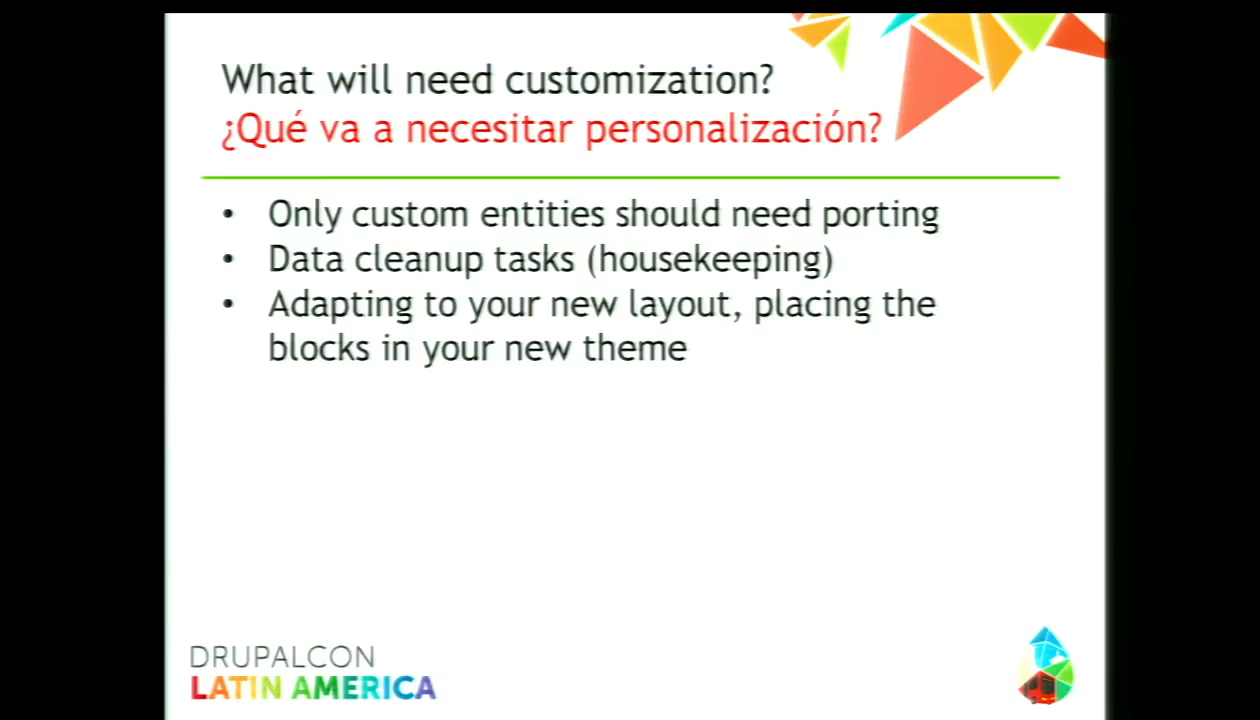 What will need customization?
¿Qué va a necesitar personalización?
• Only custom entities should need porting
• Data cleanup tasks (housekeeping)
• Adapting to your new layout, placing the
blocks in your new theme
DRUPALCON
LATIN AMERICA